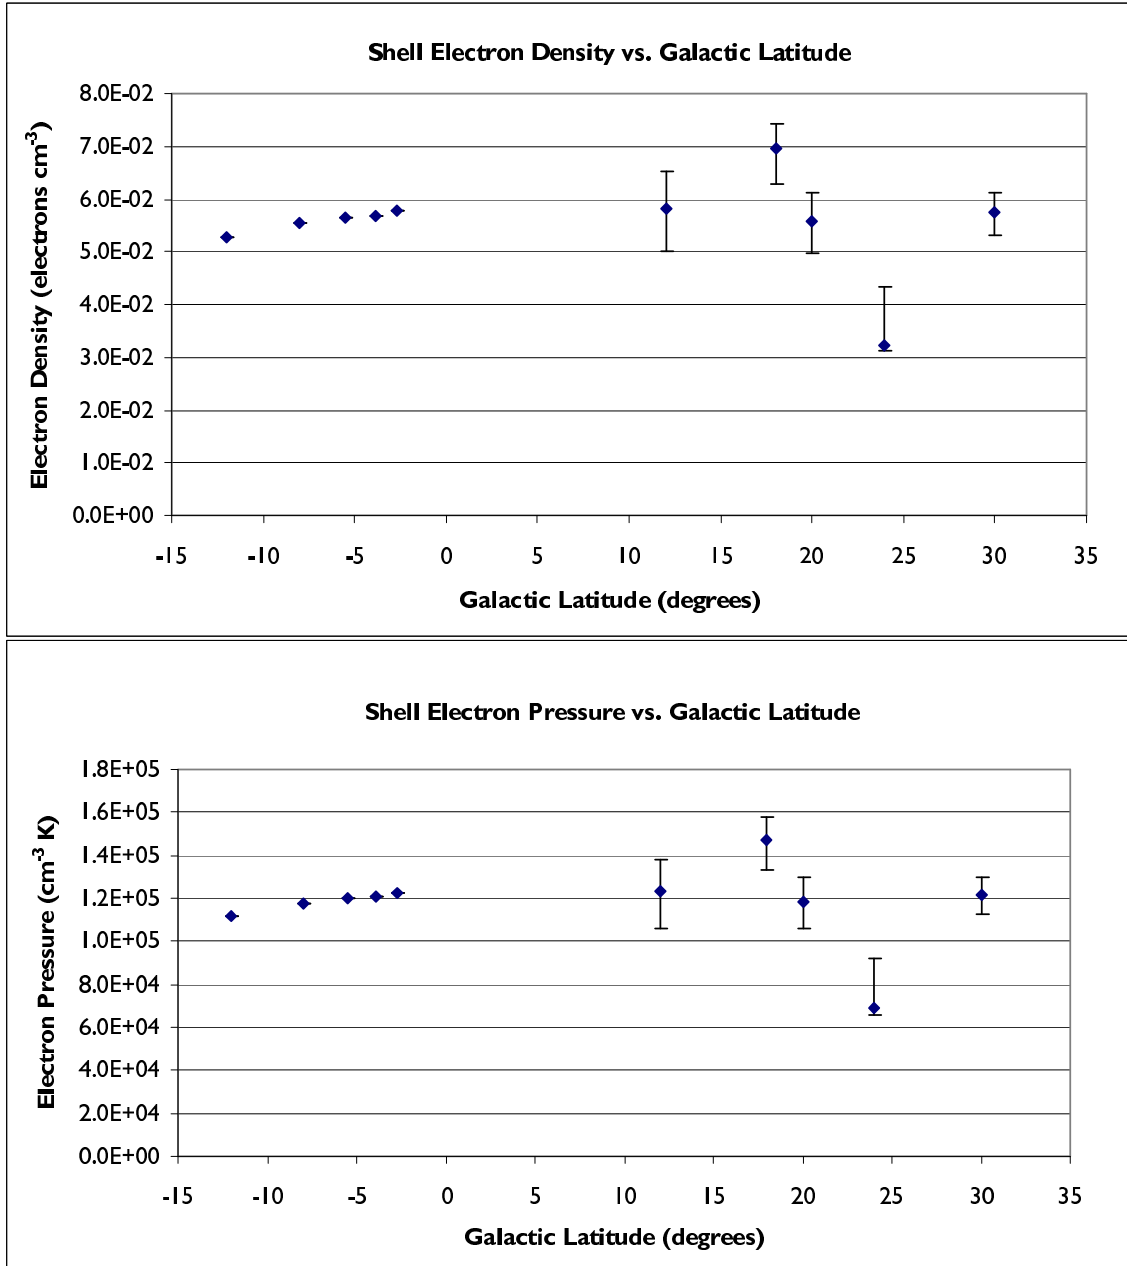 Shell Electron Density vs. Galactic Latitude
8.0E-02
7.0E-02
6.0E-02
5.0E-02
4.0E-02
3.0E-02
2.0E-02
1.0E-02
0.0E+00
Electron Density (electrons cm⁻³)
-15 -10 -5 0 5 10 15 20 25 30 35
Galactic Latitude (degrees)
Shell Electron Pressure vs. Galactic Latitude
1.8E+05
1.6E+05
1.4E+05
1.2E+05
1.0E+05
8.0E+04
6.0E+04
4.0E+04
2.0E+04
0.0E+00
Electron Pressure (cm⁻³ K)
-15 -10 -5 0 5 10 15 20 25 30 35
Galactic Latitude (degrees)